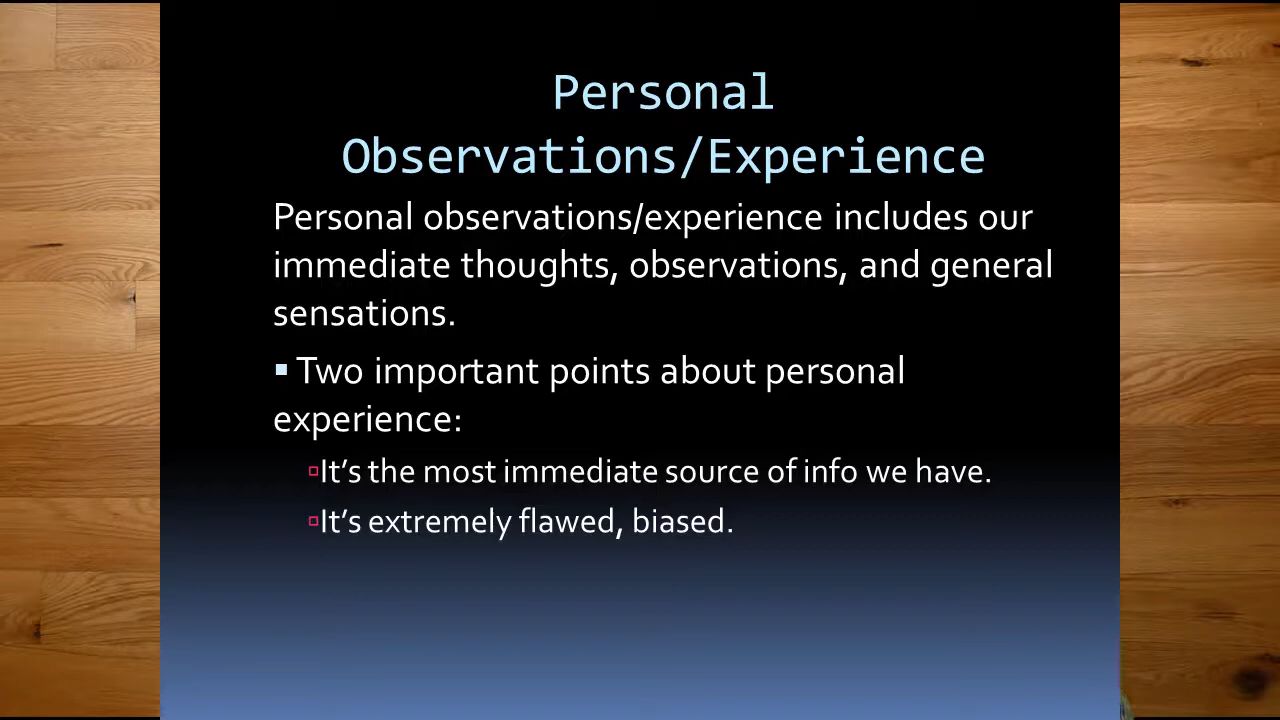 Personal
Observations/Experience
Personal observations/experience includes our
immediate thoughts, observations, and general
sensations.
▪ Two important points about personal
experience:
▫It’s the most immediate source of info we have.
▫It’s extremely flawed, biased.